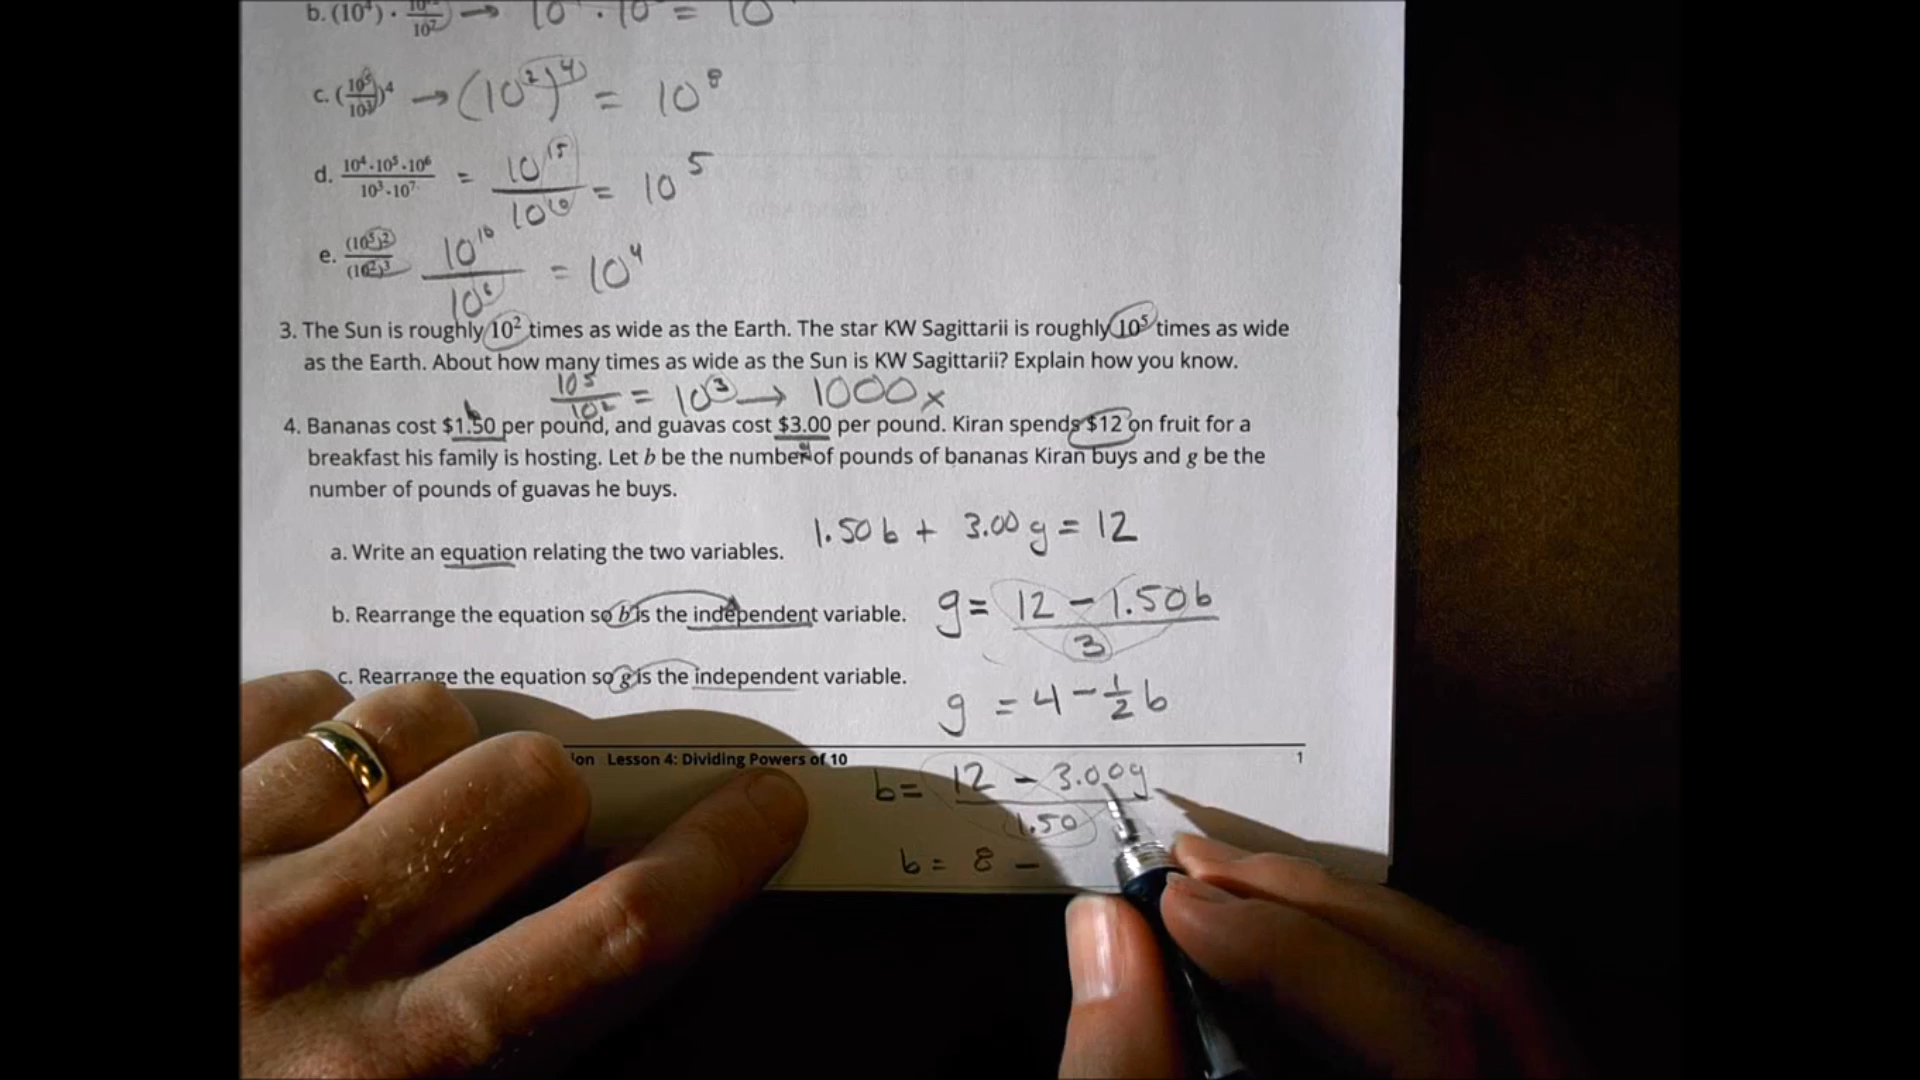 b. (10⁴) · 10 / 10² → 10 · 10 = 10
c. (10⁵/10³)⁴ → (10²)⁴ = 10⁸
d. 10⁴·10⁵·10⁶ / 10³·10⁷ = 10¹⁵ / 10¹⁰ = 10⁵
e. (10⁵)² / (10²)³ 10¹⁰ / 10⁶ = 10⁴
3. The Sun is roughly 10² times as wide as the Earth. The star KW Sagittarii is roughly 10⁵ times as wide
as the Earth. About how many times as wide as the Sun is KW Sagittarii? Explain how you know.
10⁵ / 10² = 10³ → 1000x
b
4. Bananas cost $1.50 per pound, and guavas cost $3.00 per pound. Kiran spends $12 on fruit for a
g
breakfast his family is hosting. Let b be the number of pounds of bananas Kiran buys and g be the
number of pounds of guavas he buys.
1.50b + 3.00g = 12
a. Write an equation relating the two variables.
b. Rearrange the equation so b is the independent variable. g = 12 - 1.50b / 3
c. Rearrange the equation so g is the independent variable.
g = 4 - 1/2 b
Lesson 4: Dividing Powers of 10 1
b = 12 - 3.00g / 1.50
b = 8 -